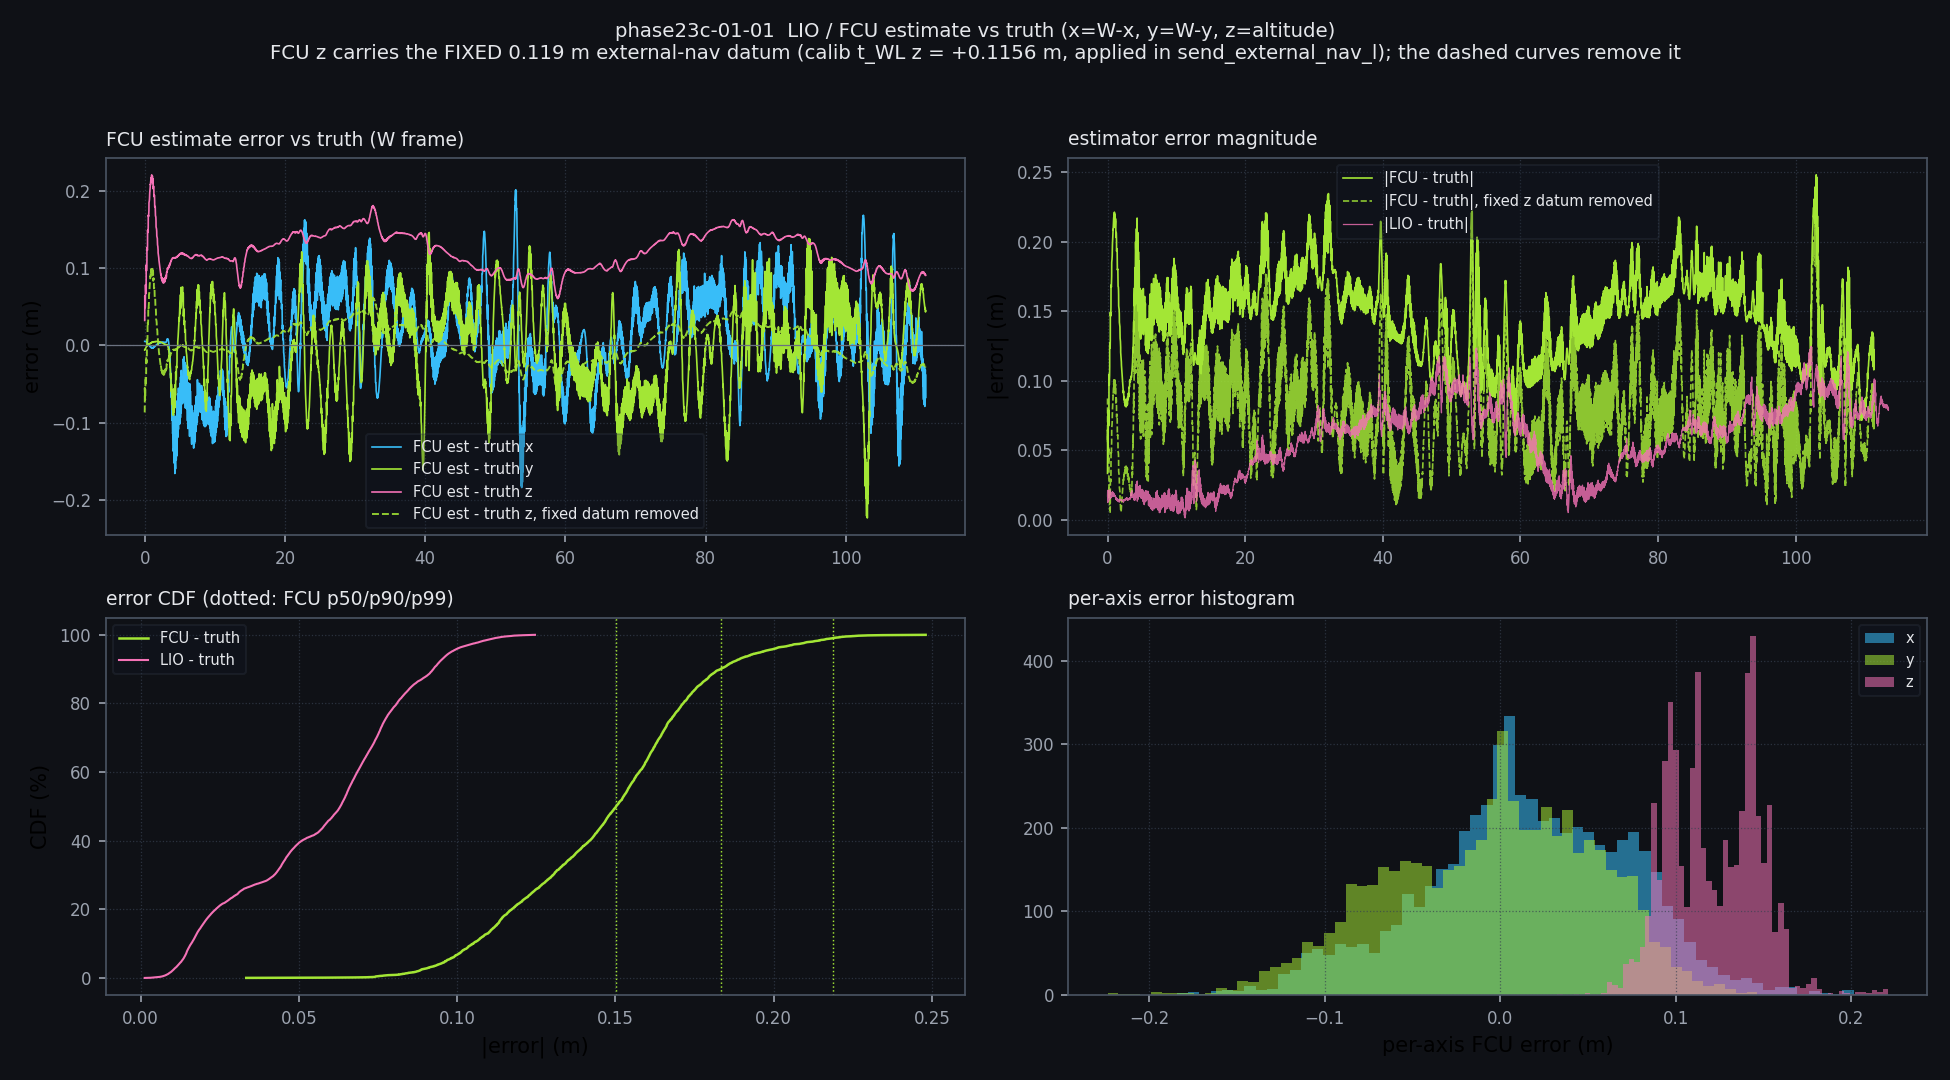 phase23c-01-01  LIO / FCU estimate vs truth (x=W-x, y=W-y, z=altitude)
FCU z carries the FIXED 0.119 m external-nav datum (calib t_WL z = +0.1156 m, applied in send_external_nav_l); the dashed curves remove it
FCU estimate error vs truth (W frame)
error (m)
0.2
0.1
0.0
−0.1
−0.2
0 20 40 60 80 100
FCU est - truth x
FCU est - truth y
FCU est - truth z
FCU est - truth z, fixed datum removed
estimator error magnitude
|error| (m)
0.25
0.20
0.15
0.10
0.05
0.00
0 20 40 60 80 100
|FCU - truth|
|FCU - truth|, fixed z datum removed
|LIO - truth|
error CDF (dotted: FCU p50/p90/p99)
CDF (%)
100
80
60
40
20
0
0.00 0.05 0.10 0.15 0.20 0.25
|error| (m)
FCU - truth
LIO - truth
per-axis error histogram
400
300
200
100
0
−0.2 −0.1 0.0 0.1 0.2
per-axis FCU error (m)
x
y
z